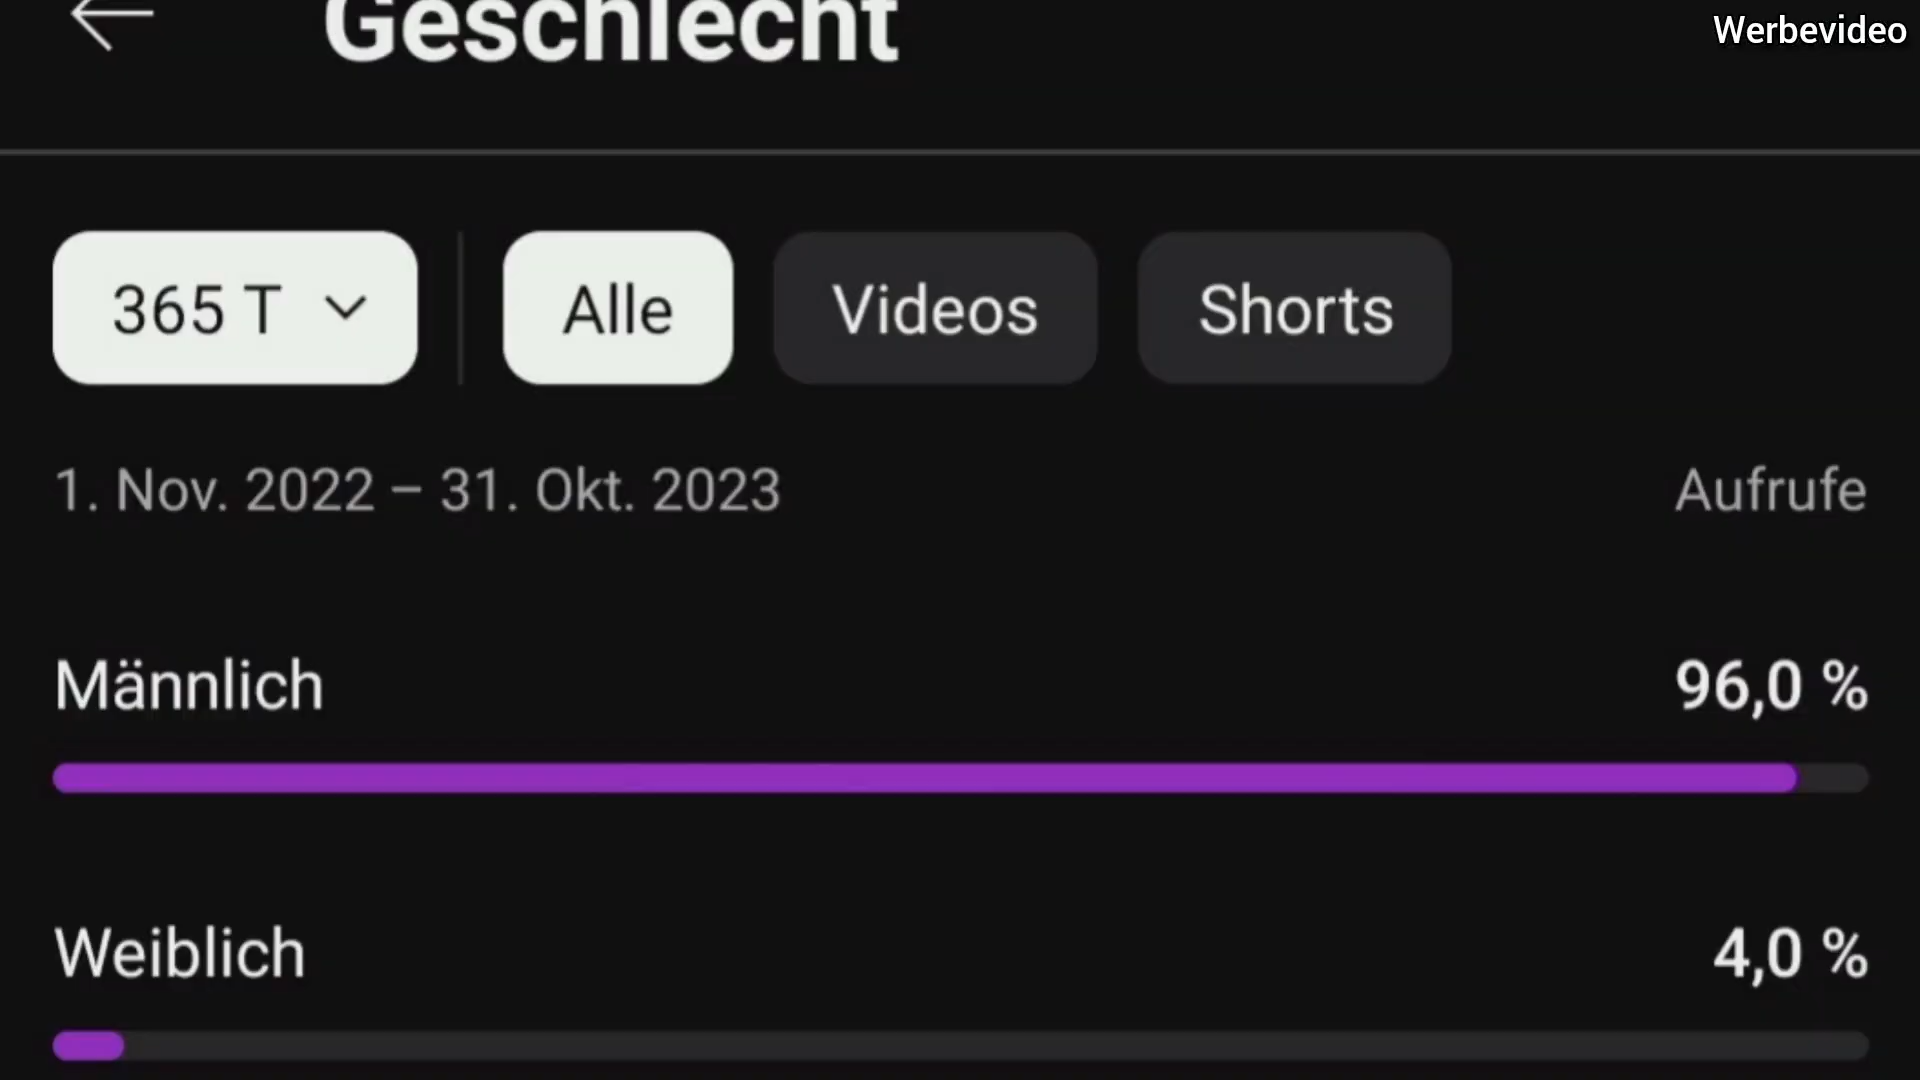 Geschlecht
Werbevideo
365 T
Alle
Videos
Shorts
1. Nov. 2022 – 31. Okt. 2023
Aufrufe
Männlich
96,0 %
Weiblich
4,0 %